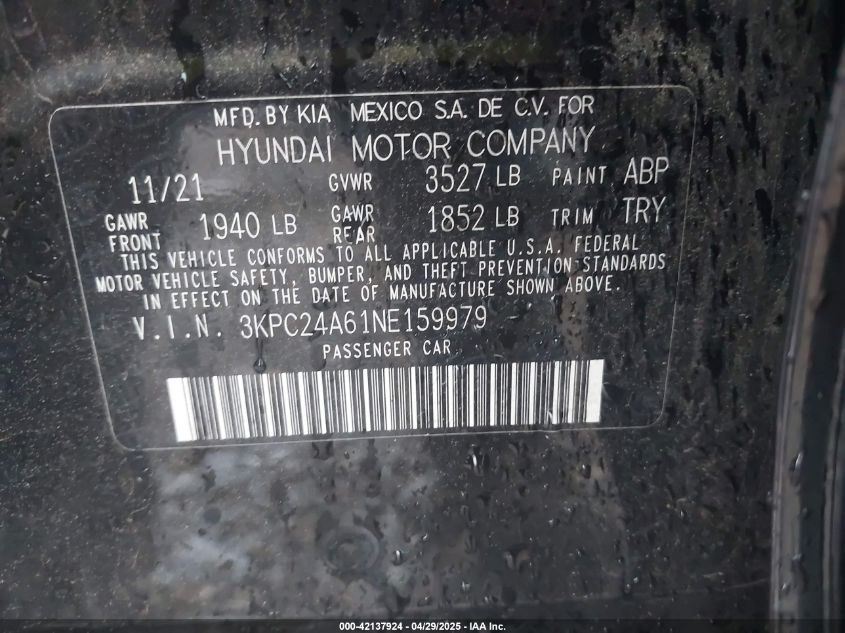 MFD. BY KIA MEXICO S.A. DE C.V. FOR
HYUNDAI MOTOR COMPANY
11/21 GVWR 3527 LB PAINT ABP
GAWR FRONT 1940 LB GAWR REAR 1852 LB TRIM TRY
THIS VEHICLE CONFORMS TO ALL APPLICABLE U.S.A. FEDERAL
MOTOR VEHICLE SAFETY, BUMPER, AND THEFT PREVENTION STANDARDS
IN EFFECT ON THE DATE OF MANUFACTURE SHOWN ABOVE.
V.I.N. 3KPC24A61NE159979
PASSENGER CAR
000-42137924 - 04/29/2025 - IAA Inc.